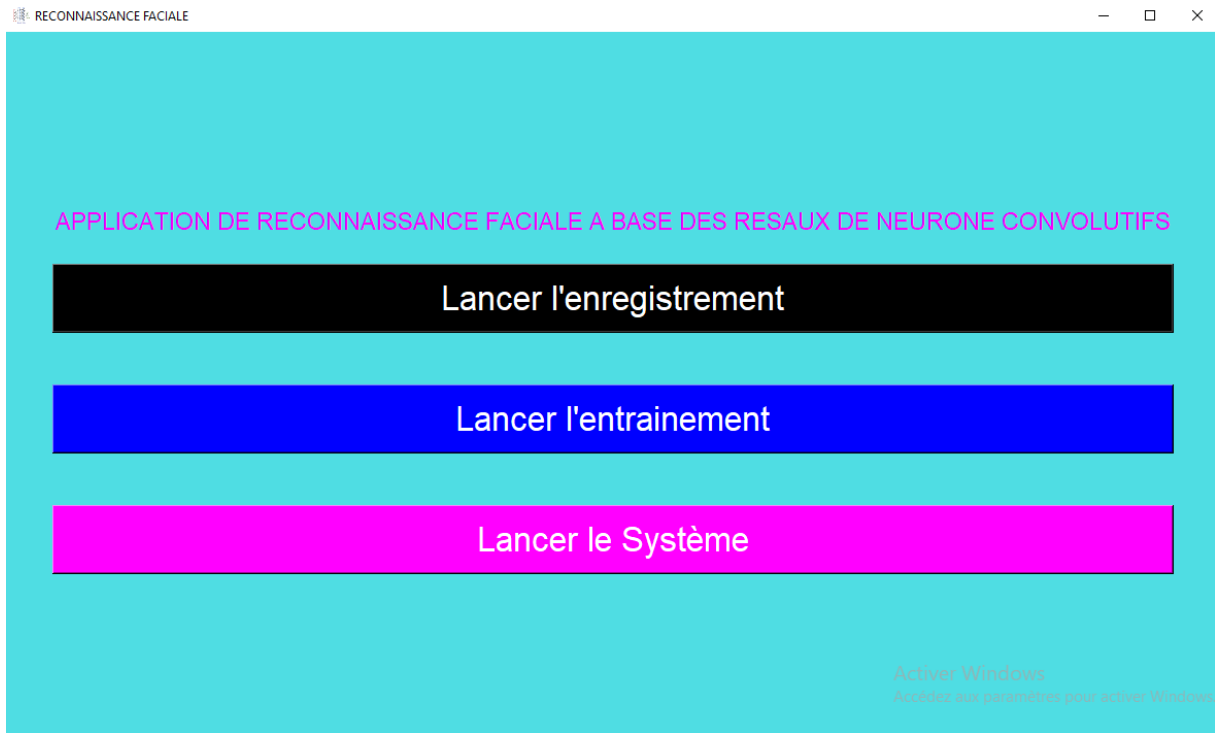 RECONNAISSANCE FACIALE
APPLICATION DE RECONNAISSANCE FACIALE A BASE DES RESAUX DE NEURONE CONVOLUTIFS
Lancer l'enregistrement
Lancer l'entrainement
Lancer le Système
Activer Windows
Accédez aux paramètres pour activer Windows.